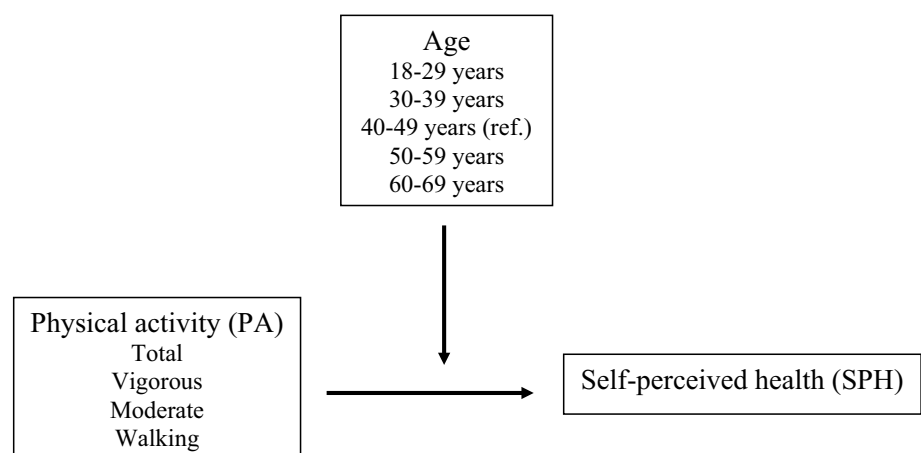 Age
18-29 years
30-39 years
40-49 years (ref.)
50-59 years
60-69 years
Physical activity (PA)
Total
Vigorous
Moderate
Walking
Self-perceived health (SPH)